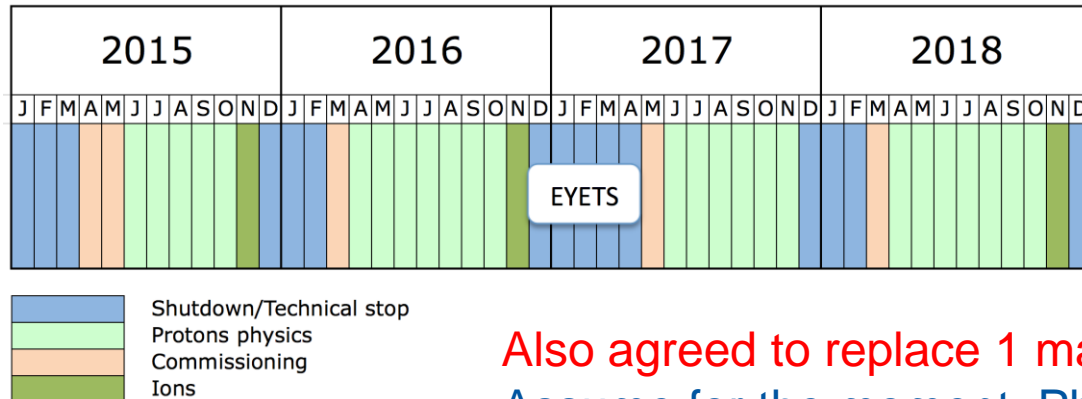 2015 2016 2017 2018
J F M A M J J A S O N D J F M A M J J A S O N D J F M A M J J A S O N D J F M A M J J A S O N D
EYETS
Shutdown/Technical stop
Protons physics
Commissioning
Ions
Also agreed to replace 1